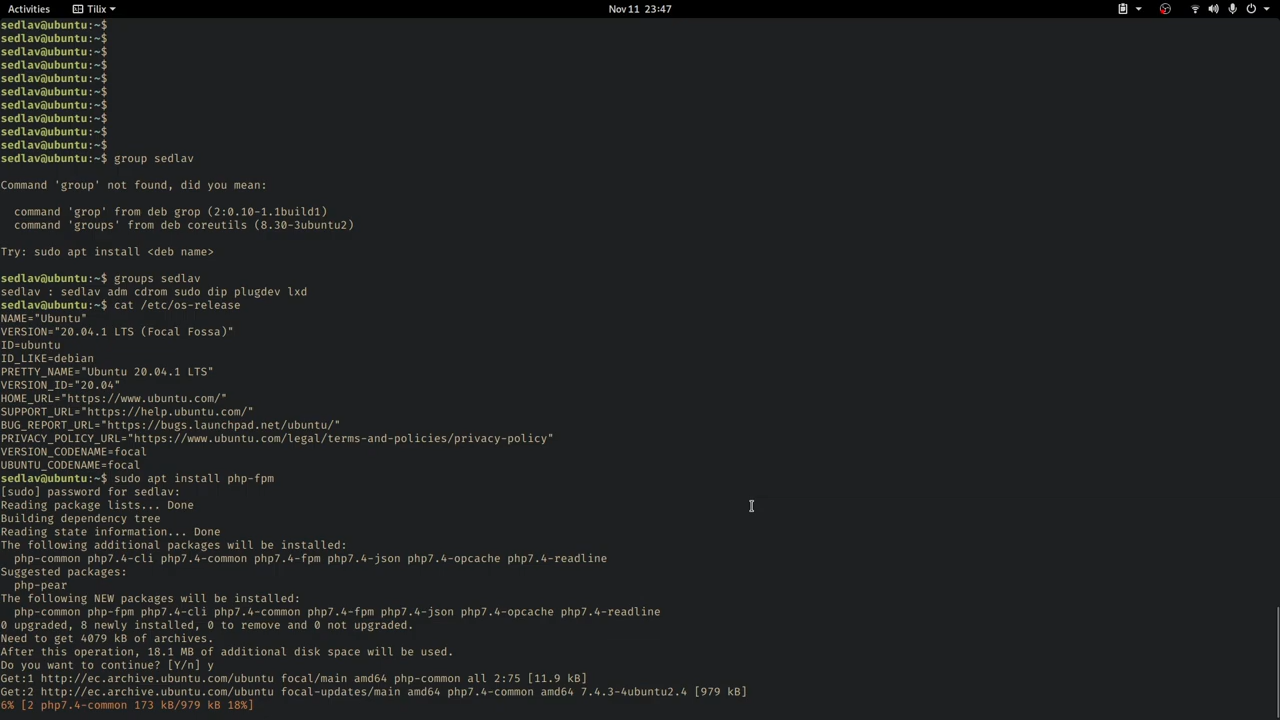 Activities
Tilix
Nov 11 23:47
sedlav@ubuntu:~$
sedlav@ubuntu:~$
sedlav@ubuntu:~$
sedlav@ubuntu:~$
sedlav@ubuntu:~$
sedlav@ubuntu:~$
sedlav@ubuntu:~$
sedlav@ubuntu:~$
sedlav@ubuntu:~$
sedlav@ubuntu:~$
sedlav@ubuntu:~$ group sedlav
Command 'group' not found, did you mean:
command 'grop' from deb grop (2:0.10-1.1build1)
command 'groups' from deb coreutils (8.30-3ubuntu2)
Try: sudo apt install <deb name>
sedlav@ubuntu:~$ groups sedlav
sedlav : sedlav adm cdrom sudo dip plugdev lxd
sedlav@ubuntu:~$ cat /etc/os-release
NAME="Ubuntu"
VERSION="20.04.1 LTS (Focal Fossa)"
ID=ubuntu
ID_LIKE=debian
PRETTY_NAME="Ubuntu 20.04.1 LTS"
VERSION_ID="20.04"
HOME_URL="https://www.ubuntu.com/"
SUPPORT_URL="https://help.ubuntu.com/"
BUG_REPORT_URL="https://bugs.launchpad.net/ubuntu/"
PRIVACY_POLICY_URL="https://www.ubuntu.com/legal/terms-and-policies/privacy-policy"
VERSION_CODENAME=focal
UBUNTU_CODENAME=focal
sedlav@ubuntu:~$ sudo apt install php-fpm
[sudo] password for sedlav:
Reading package lists... Done
Building dependency tree
Reading state information... Done
The following additional packages will be installed:
php-common php7.4-cli php7.4-common php7.4-fpm php7.4-json php7.4-opcache php7.4-readline
Suggested packages:
php-pear
The following NEW packages will be installed:
php-common php-fpm php7.4-cli php7.4-common php7.4-fpm php7.4-json php7.4-opcache php7.4-readline
0 upgraded, 8 newly installed, 0 to remove and 0 not upgraded.
Need to get 4079 kB of archives.
After this operation, 18.1 MB of additional disk space will be used.
Do you want to continue? [Y/n] y
Get:1 http://ec.archive.ubuntu.com/ubuntu focal/main amd64 php-common all 2:75 [11.9 kB]
Get:2 http://ec.archive.ubuntu.com/ubuntu focal-updates/main amd64 php7.4-common amd64 7.4.3-4ubuntu2.4 [979 kB]
6% [2 php7.4-common 173 kB/979 kB 18%]